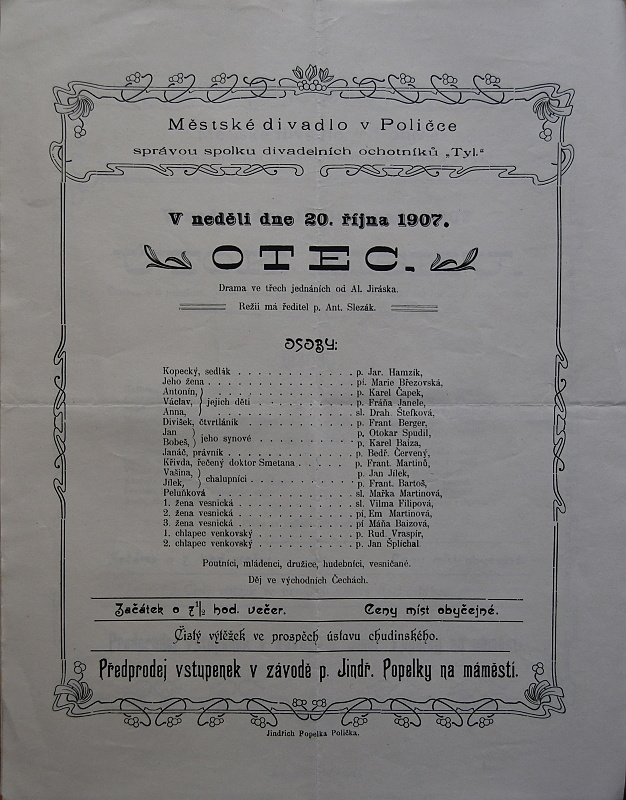 Městské divadlo v Poličce
správou spolku divadelních ochotníků „Tyl.“
V neděli dne 20. října 1907.
OTEC.
Drama ve třech jednáních od Al. Jiráska.
Režii má ředitel p. Ant. Slezák.
OSOBY:
Kopecký, sedlák . . . . . . . . . . . p. Jar. Hamzík,
Jeho žena . . . . . . . . . . . . . . pí. Marie Březovská,
Antonín, . . . . . . . . . . p. Karel Čapek,
Václav, } jejich děti . . . . . . . . . . p. Fráňa Janele,
Anna, . . . . . . . . . . sl. Drah. Štefková,
Divišek, čtvrtláník . . . . . . . . . . p. Frant. Berger,
Jan . . . . . . . . . . p. Otokar Spudil,
Bobeš, } jeho synové . . . . . . . . . . p. Karel Baiza,
Janáč, právník . . . . . . . . . . . . p. Bedř. Červený,
Křivda, řečený doktor Smetana . . . . . p. Frant. Martinů,
Vašina, } chalupníci . . . . . . . . . . p. Jan Jílek,
Jílek, p. Frant. Bartoš,
Peluňková . . . . . . . . . . . . . . sl. Mařka Martinová,
1. žena vesnická . . . . . . . . . . . sl. Vilma Filipová,
2. žena vesnická . . . . . . . . . . . pí. Em Martinová,
3. žena vesnická . . . . . . . . . . . pí Máňa Baizová,
1. chlapec venkovský . . . . . . . . . p. Rud. Vraspír,
2. chlapec venkovský . . . . . . . . . p. Jan Šplíchal
Poutníci, mládenci, družice, hudebníci, vesničané.
Děj ve východních Čechách.
Začátek o 7 1/2 hod. večer. Ceny míst obyčejné.
Čistý výtěžek ve prospěch ústavu chudinského.
Předprodej vstupenek v závodě p. Jindř. Popelky na máměstí.
Jindřich Popelka Polička.